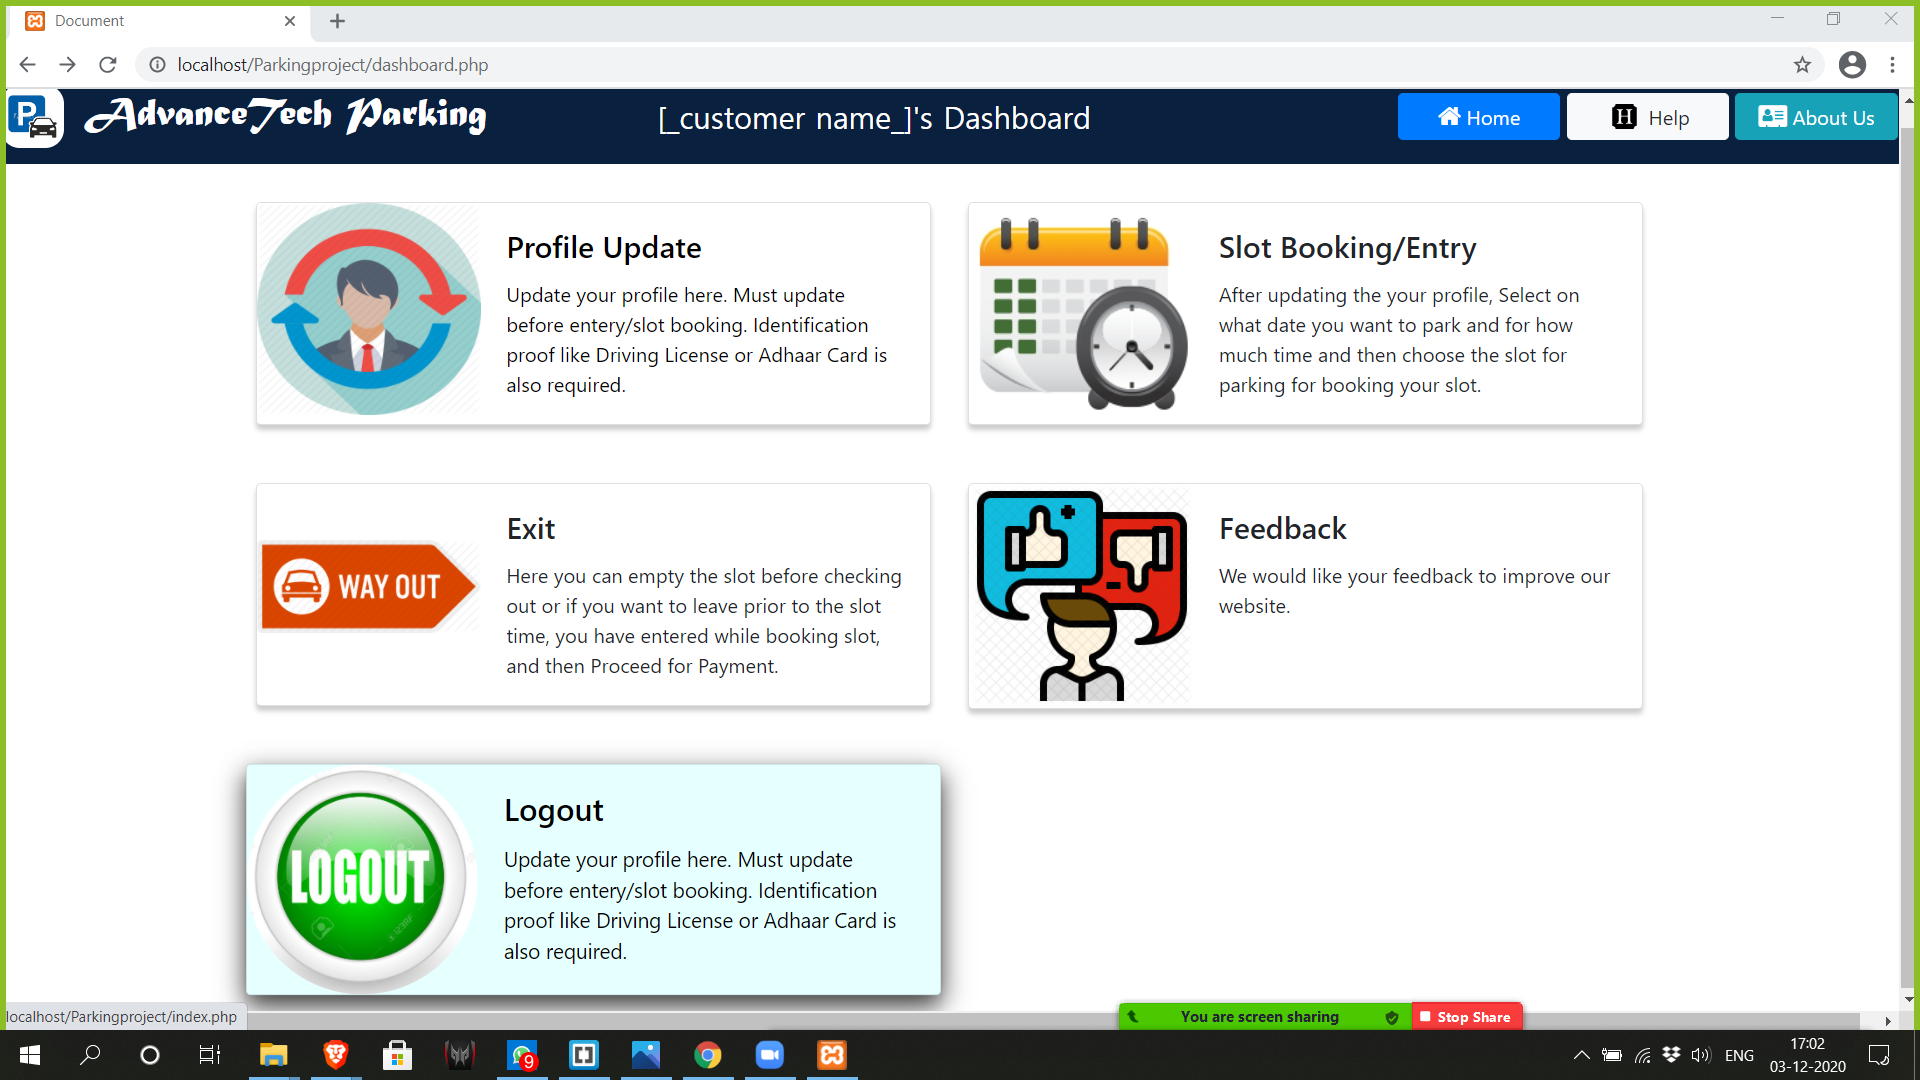 Document
localhost/Parkingproject/dashboard.php
P
AdvanceTech Parking
[_customer name_]'s Dashboard
Home
H Help
About Us
Profile Update
Update your profile here. Must update
before entery/slot booking. Identification
proof like Driving License or Adhaar Card is
also required.
Slot Booking/Entry
After updating the your profile, Select on
what date you want to park and for how
much time and then choose the slot for
parking for booking your slot.
WAY OUT
Exit
Here you can empty the slot before checking
out or if you want to leave prior to the slot
time, you have entered while booking slot,
and then Proceed for Payment.
Feedback
We would like your feedback to improve our
website.
LOGOUT
Logout
Update your profile here. Must update
before entery/slot booking. Identification
proof like Driving License or Adhaar Card is
also required.
localhost/Parkingproject/index.php
You are screen sharing
Stop Share
9
ENG
17:02
03-12-2020